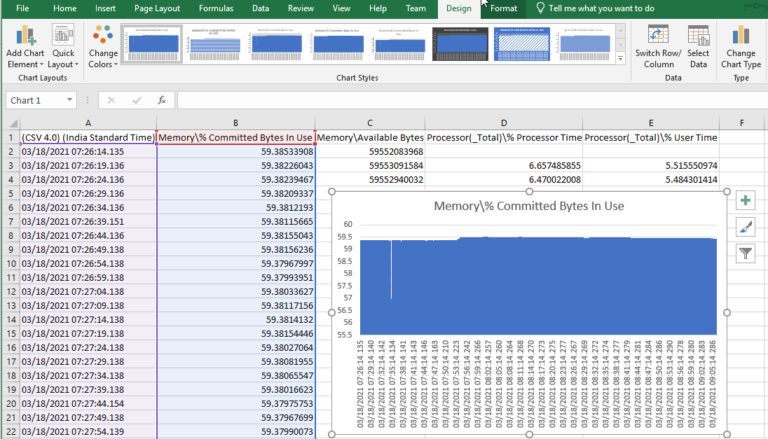 File Home Insert Page Layout Formulas Data Review View Help Team Design Format Tell me what you want to do
Add Chart Element Quick Layout Change Colors Switch Row/ Column Select Data Change Chart Type
Chart Layouts Chart Styles Data Type
Chart 1 fx
A B C D E F G
1 (CSV 4.0) (India Standard Time) Memory\% Committed Bytes In Use Memory\Available Bytes Processor(_Total)\% Processor Time Processor(_Total)\% User Time
2 03/18/2021 07:26:14.135 59.38533908 59552083968
3 03/18/2021 07:26:19.136 59.38226043 59553091584 6.657485855 5.515550974
4 03/18/2021 07:26:24.136 59.38239467 59552940032 6.470022008 5.484301414
5 03/18/2021 07:26:29.136 59.38209337
6 03/18/2021 07:26:34.136 59.3812193
7 03/18/2021 07:26:39.151 59.38115665
8 03/18/2021 07:26:44.136 59.38155043
9 03/18/2021 07:26:49.138 59.38156236
10 03/18/2021 07:26:54.138 59.37967997
11 03/18/2021 07:26:59.138 59.37993951
12 03/18/2021 07:27:04.138 59.38033627
13 03/18/2021 07:27:09.138 59.38117156
14 03/18/2021 07:27:14.138 59.3814132
15 03/18/2021 07:27:19.138 59.38154446
16 03/18/2021 07:27:24.138 59.38027064
17 03/18/2021 07:27:29.138 59.38081955
18 03/18/2021 07:27:34.138 59.38065547
19 03/18/2021 07:27:39.138 59.38016623
20 03/18/2021 07:27:44.154 59.37975753
21 03/18/2021 07:27:49.138 59.37967699
22 03/18/2021 07:27:54.139 59.37990073
Memory\% Committed Bytes In Use
60
59.5
59
58.5
58
57.5
57
56.5
56
55.5
03/18/2021 07:26:14.135
03/18/2021 07:29:14.140
03/18/2021 07:32:14.142
03/18/2021 07:35:14.134
03/18/2021 07:38:14.141
03/18/2021 07:41:14.143
03/18/2021 07:44:14.146
03/18/2021 07:47:14.163
03/18/2021 07:50:14.210
03/18/2021 07:53:14.223
03/18/2021 07:56:14.242
03/18/2021 07:59:14.266
03/18/2021 08:02:14.257
03/18/2021 08:05:14.260
03/18/2021 08:08:14.264
03/18/2021 08:11:14.268
03/18/2021 08:14:14.270
03/18/2021 08:17:14.273
03/18/2021 08:20:14.275
03/18/2021 08:23:14.277
03/18/2021 08:26:14.267
03/18/2021 08:29:14.269
03/18/2021 08:32:14.272
03/18/2021 08:35:14.274
03/18/2021 08:38:14.277
03/18/2021 08:41:14.279
03/18/2021 08:44:14.281
03/18/2021 08:47:14.284
03/18/2021 08:50:14.286
03/18/2021 08:53:14.290
03/18/2021 08:56:14.278
03/18/2021 08:59:14.280
03/18/2021 09:02:14.283
03/18/2021 09:05:14.286